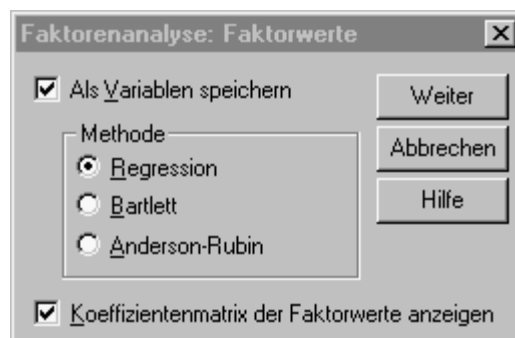 Faktorenanalyse: Faktorwerte
Als Variablen speichern
Weiter
Methode
Abbrechen
Regression
Bartlett
Hilfe
Anderson-Rubin
Koeffizientenmatrix der Faktorwerte anzeigen